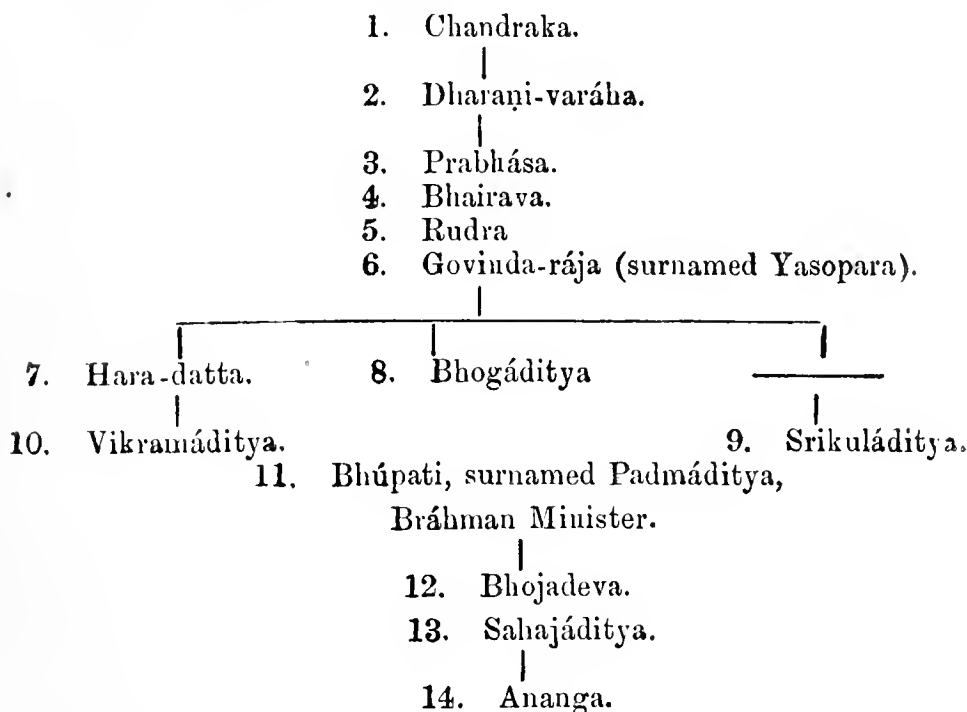 1. Chandraka.
2. Dharaṇi-varáha.
3. Prabhása.
4. Bhairava.
5. Rudra
6. Govinda-rája (surnamed Yasopara).
7. Hara-datta. 8. Bhogáditya
10. Vikramáditya. 9. Srikuláditya.
11. Bhúpati, surnamed Padmáditya,
Bráhman Minister.
12. Bhojadeva.
13. Sahajáditya.
14. Ananga.